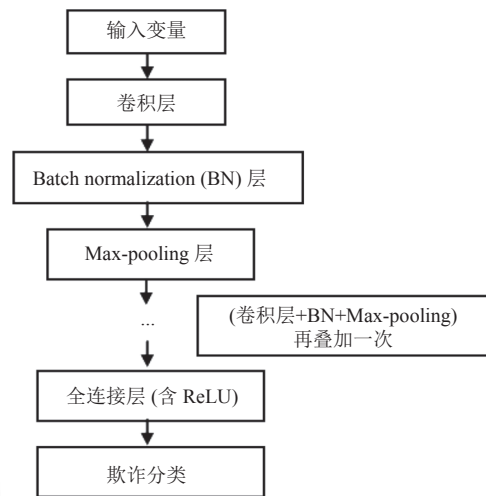 输入变量
卷积层
Batch normalization (BN) 层
Max-pooling 层
...
(卷积层+BN+Max-pooling)
再叠加一次
全连接层 (含 ReLU)
欺诈分类